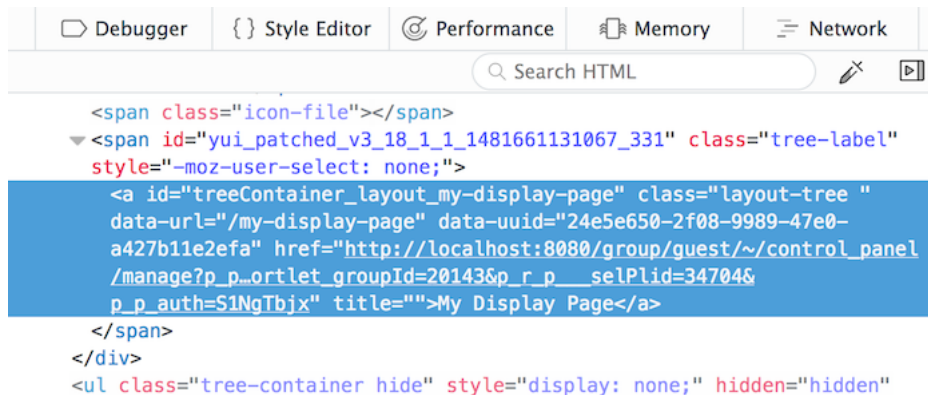 Debugger { } Style Editor Performance Memory Network
Search HTML
<span class="icon-file"></span>
<span id="yui_patched_v3_18_1_1_1481661131067_331" class="tree-label"
style="-moz-user-select: none;">
<a id="treeContainer_layout_my-display-page" class="layout-tree "
data-url="/my-display-page" data-uuid="24e5e650-2f08-9989-47e0-
a427b11e2efa" href="http://localhost:8080/group/guest/~/control_panel
/manage?p_p…ortlet_groupId=20143&p_r_p___selPlid=34704&
p_p_auth=S1NgTbjx" title="">My Display Page</a>
</span>
</div>
<ul class="tree-container hide" style="display: none;" hidden="hidden"